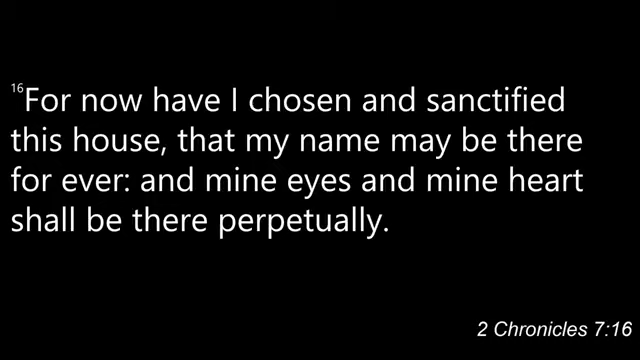 16For now have I chosen and sanctified
this house, that my name may be there
for ever: and mine eyes and mine heart
shall be there perpetually.
2 Chronicles 7:16